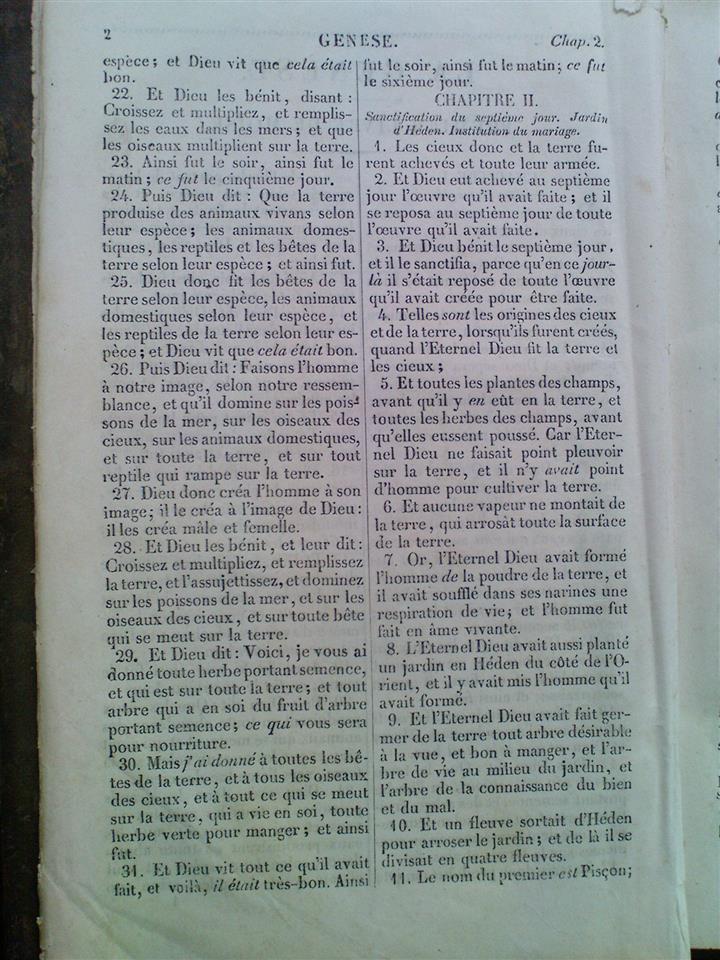 2
GENESE.
Chap. 2.
espèce; et Dieu vit que cela était
bon.
22. Et Dieu les bénit, disant :
Croissez et multipliez, et remplis-
sez les eaux dans les mers; et que
les oiseaux multiplient sur la terre.
23. Ainsi fut le soir, ainsi fut le
matin; ce fut le cinquième jour.
24. Puis Dieu dit : Que la terre
produise des animaux vivans selon
leur espèce; les animaux domes-
tiques, les reptiles et les bêtes de la
terre selon leur espèce; et ainsi fut.
25. Dieu donc fit les bêtes de la
terre selon leur espèce, les animaux
domestiques selon leur espèce, et
les reptiles de la terre selon leur es-
pèce; et Dieu vit que cela était bon.
26. Puis Dieu dit : Faisons l'homme
à notre image, selon notre ressem-
blance, et qu'il domine sur les pois-
sons de la mer, sur les oiseaux des
cieux, sur les animaux domestiques,
et sur toute la terre, et sur tout
reptile qui rampe sur la terre.
27. Dieu donc créa l'homme à son
image; il le créa à l'image de Dieu:
il les créa mâle et femelle.
28. Et Dieu les bénit, et leur dit:
Croissez et multipliez, et remplissez
la terre, et l'assujettissez, et dominez
sur les poissons de la mer, et sur les
oiseaux des cieux, et sur toute bête
qui se meut sur la terre.
29. Et Dieu dit : Voici, je vous ai
donné toute herbe portant semence,
et qui est sur toute la terre; et tout
arbre qui a en soi du fruit d'arbre
portant semence; ce qui vous sera
pour nourriture.
30. Mais j'ai donné à toutes les bê-
tes de la terre, et à tous les oiseaux
des cieux, et à tout ce qui se meut
sur la terre, qui a vie en soi, toute
herbe verte pour manger; et ainsi
fut.
31. Et Dieu vit tout ce qu'il avait
fait, et voilà, il était très-bon. Ainsi
fut le soir, ainsi fut le matin; ce fut
le sixième jour.
CHAPITRE II.
Sanctification du septième jour. Jardin
d'Héden. Institution du mariage.
1. Les cieux donc et la terre fu-
rent achevés et toute leur armée.
2. Et Dieu eut achevé au septième
jour l'œuvre qu'il avait faite; et il
se reposa au septième jour de toute
l'œuvre qu'il avait faite.
3. Et Dieu bénit le septième jour,
et il le sanctifia, parce qu'en ce jour-
là il s'était reposé de toute l'œuvre
qu'il avait créée pour être faite.
4. Telles sont les origines des cieux
et de la terre, lorsqu'ils furent créés,
quand l'Eternel Dieu fit la terre et
les cieux;
5. Et toutes les plantes des champs,
avant qu'il y en eût en la terre, et
toutes les herbes des champs, avant
qu'elles eussent poussé. Car l'Eter-
nel Dieu ne faisait point pleuvoir
sur la terre, et il n'y avait point
d'homme pour cultiver la terre.
6. Et aucune vapeur ne montait de
la terre, qui arrosât toute la surface
de la terre.
7. Or, l'Eternel Dieu avait formé
l'homme de la poudre de la terre, et
il avait soufflé dans ses narines une
respiration de vie; et l'homme fut
fait en âme vivante.
8. L'Eternel Dieu avait aussi planté
un jardin en Héden du côté de l'O-
rient, et il y avait mis l'homme qu'il
avait formé.
9. Et l'Eternel Dieu avait fait ger-
mer de la terre tout arbre désirable
à la vue, et bon à manger, et l'ar-
bre de vie au milieu du jardin, et
l'arbre de la connaissance du bien
et du mal.
10. Et un fleuve sortait d'Héden
pour arroser le jardin; et de là il se
divisait en quatre fleuves.
11. Le nom du premier est Pisçon;